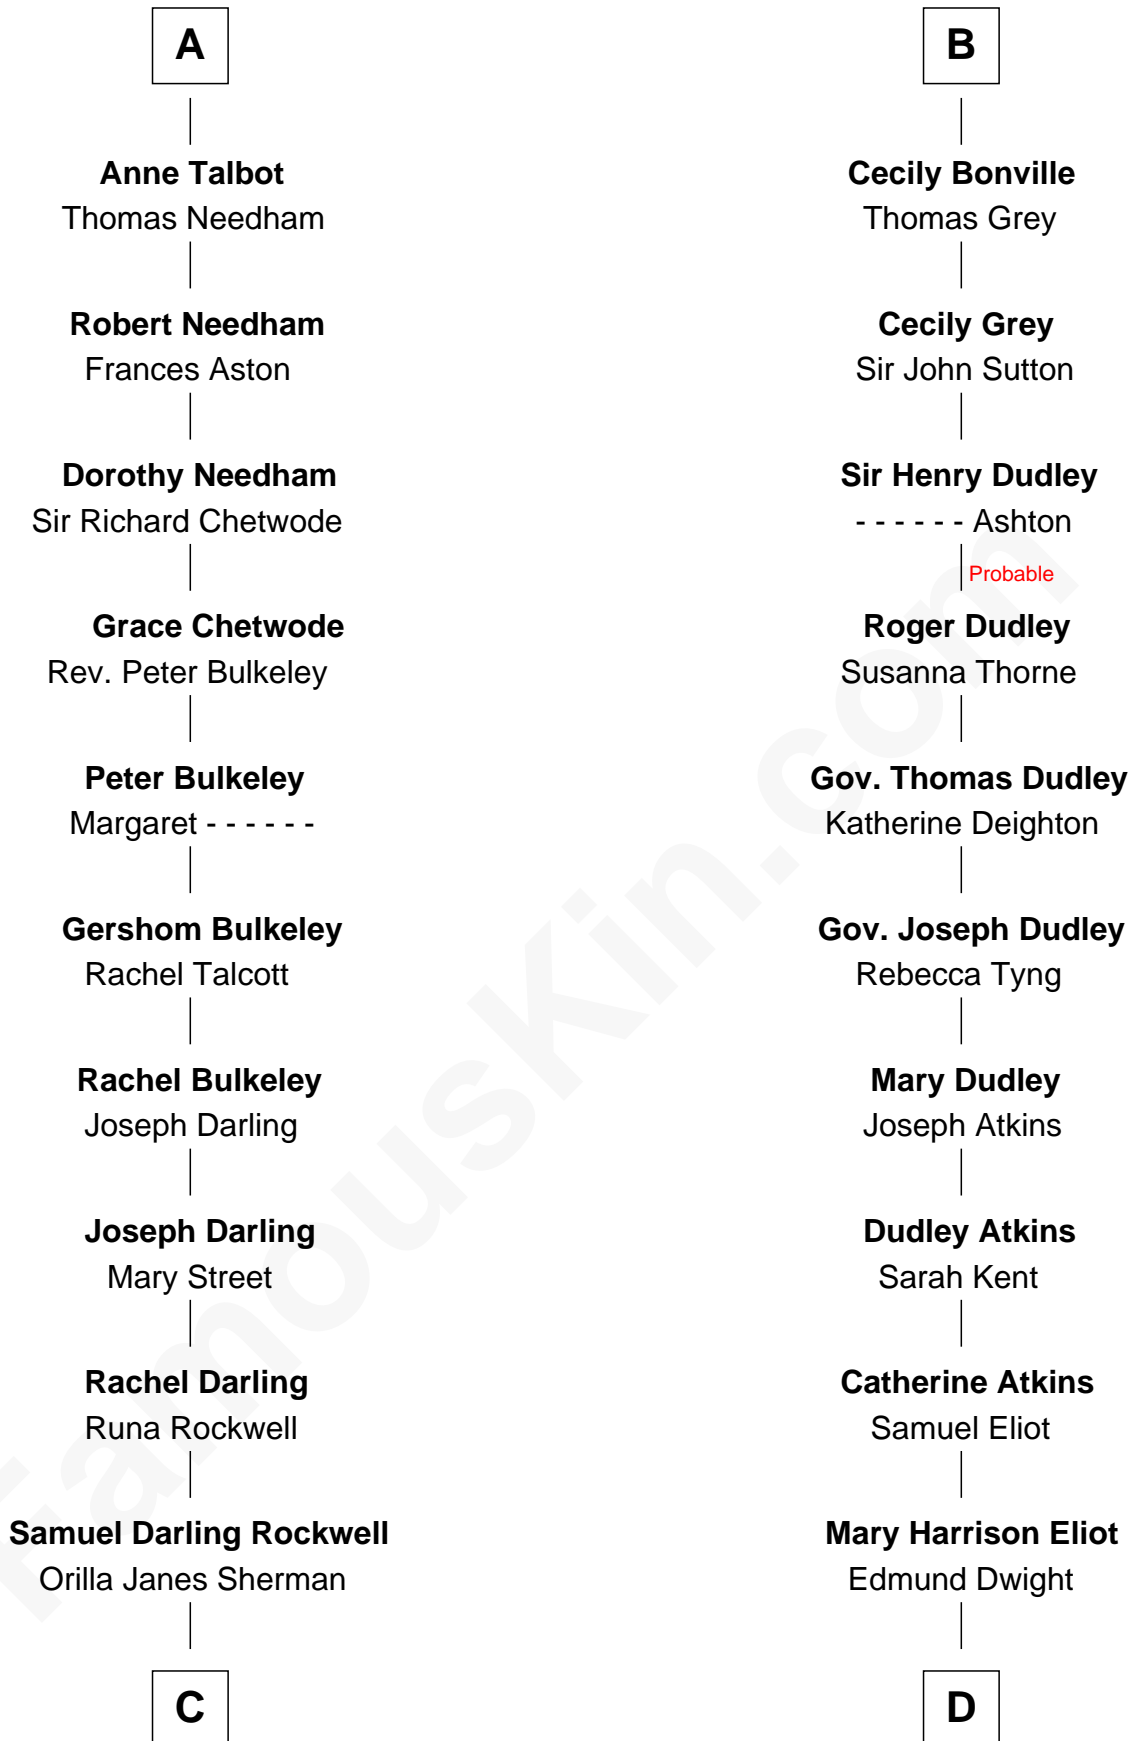 A
Anne Talbot
Thomas Needham
Robert Needham
Frances Aston
Dorothy Needham
Sir Richard Chetwode
Grace Chetwode
Rev. Peter Bulkeley
Peter Bulkeley
Margaret - - - - - -
Gershom Bulkeley
Rachel Talcott
Rachel Bulkeley
Joseph Darling
Joseph Darling
Mary Street
Rachel Darling
Runa Rockwell
Samuel Darling Rockwell
Orilla Janes Sherman
C
B
Cecily Bonville
Thomas Grey
Cecily Grey
Sir John Sutton
Sir Henry Dudley
- - - - - - Ashton
Probable
Roger Dudley
Susanna Thorne
Gov. Thomas Dudley
Katherine Deighton
Gov. Joseph Dudley
Rebecca Tyng
Mary Dudley
Joseph Atkins
Dudley Atkins
Sarah Kent
Catherine Atkins
Samuel Eliot
Mary Harrison Eliot
Edmund Dwight
D
FamousKin.com